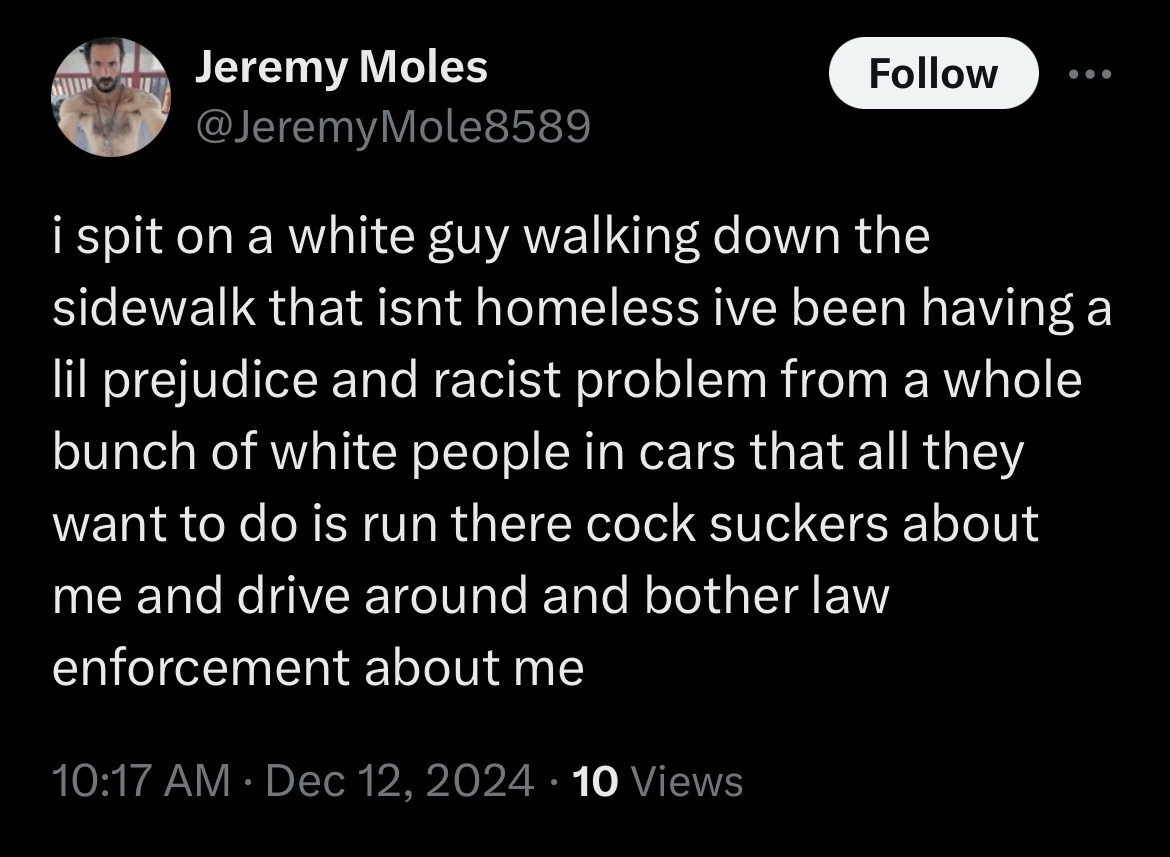 Jeremy Moles
Follow
@JeremyMole8589
i spit on a white guy walking down the
sidewalk that isnt homeless ive been having a
lil prejudice and racist problem from a whole
bunch of white people in cars that all they
want to do is run there cock suckers about
me and drive around and bother law
enforcement about me
10:17 AM · Dec 12, 2024 · 10 Views